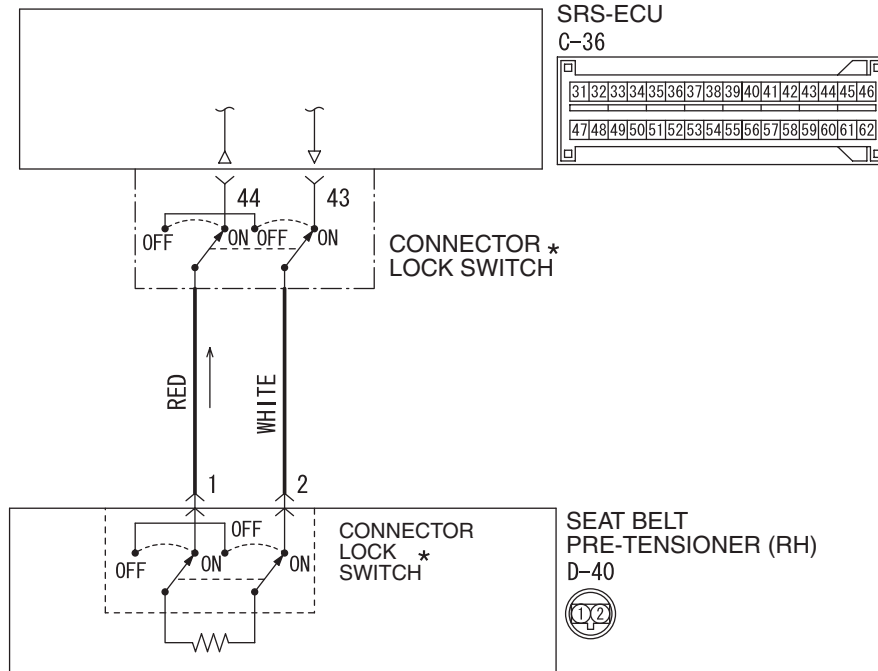 SRS-ECU
C-36
31 32 33 34 35 36 37 38 39 40 41 42 43 44 45 46
47 48 49 50 51 52 53 54 55 56 57 58 59 60 61 62
44
43
OFF
ON
OFF
ON
CONNECTOR *
LOCK SWITCH
RED
WHITE
1
2
OFF
OFF
ON
ON
CONNECTOR
LOCK *
SWITCH
SEAT BELT
PRE-TENSIONER (RH)
D-40
1 2